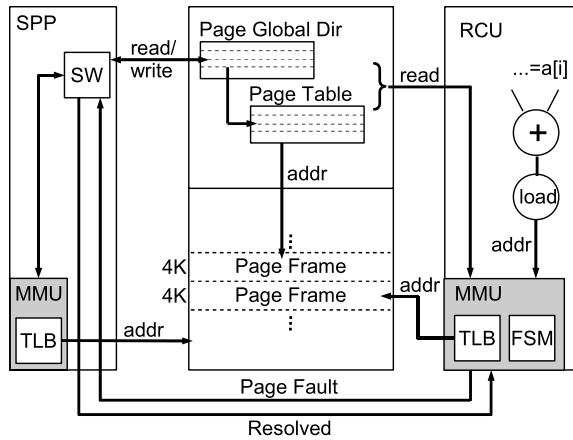 SPP
Page Global Dir
RCU
read/
write
SW
read
...=a[i]
Page Table
+
addr
load
addr
...
4K Page Frame
4K Page Frame
addr
...
MMU
TLB
addr
MMU
TLB
FSM
Page Fault
Resolved